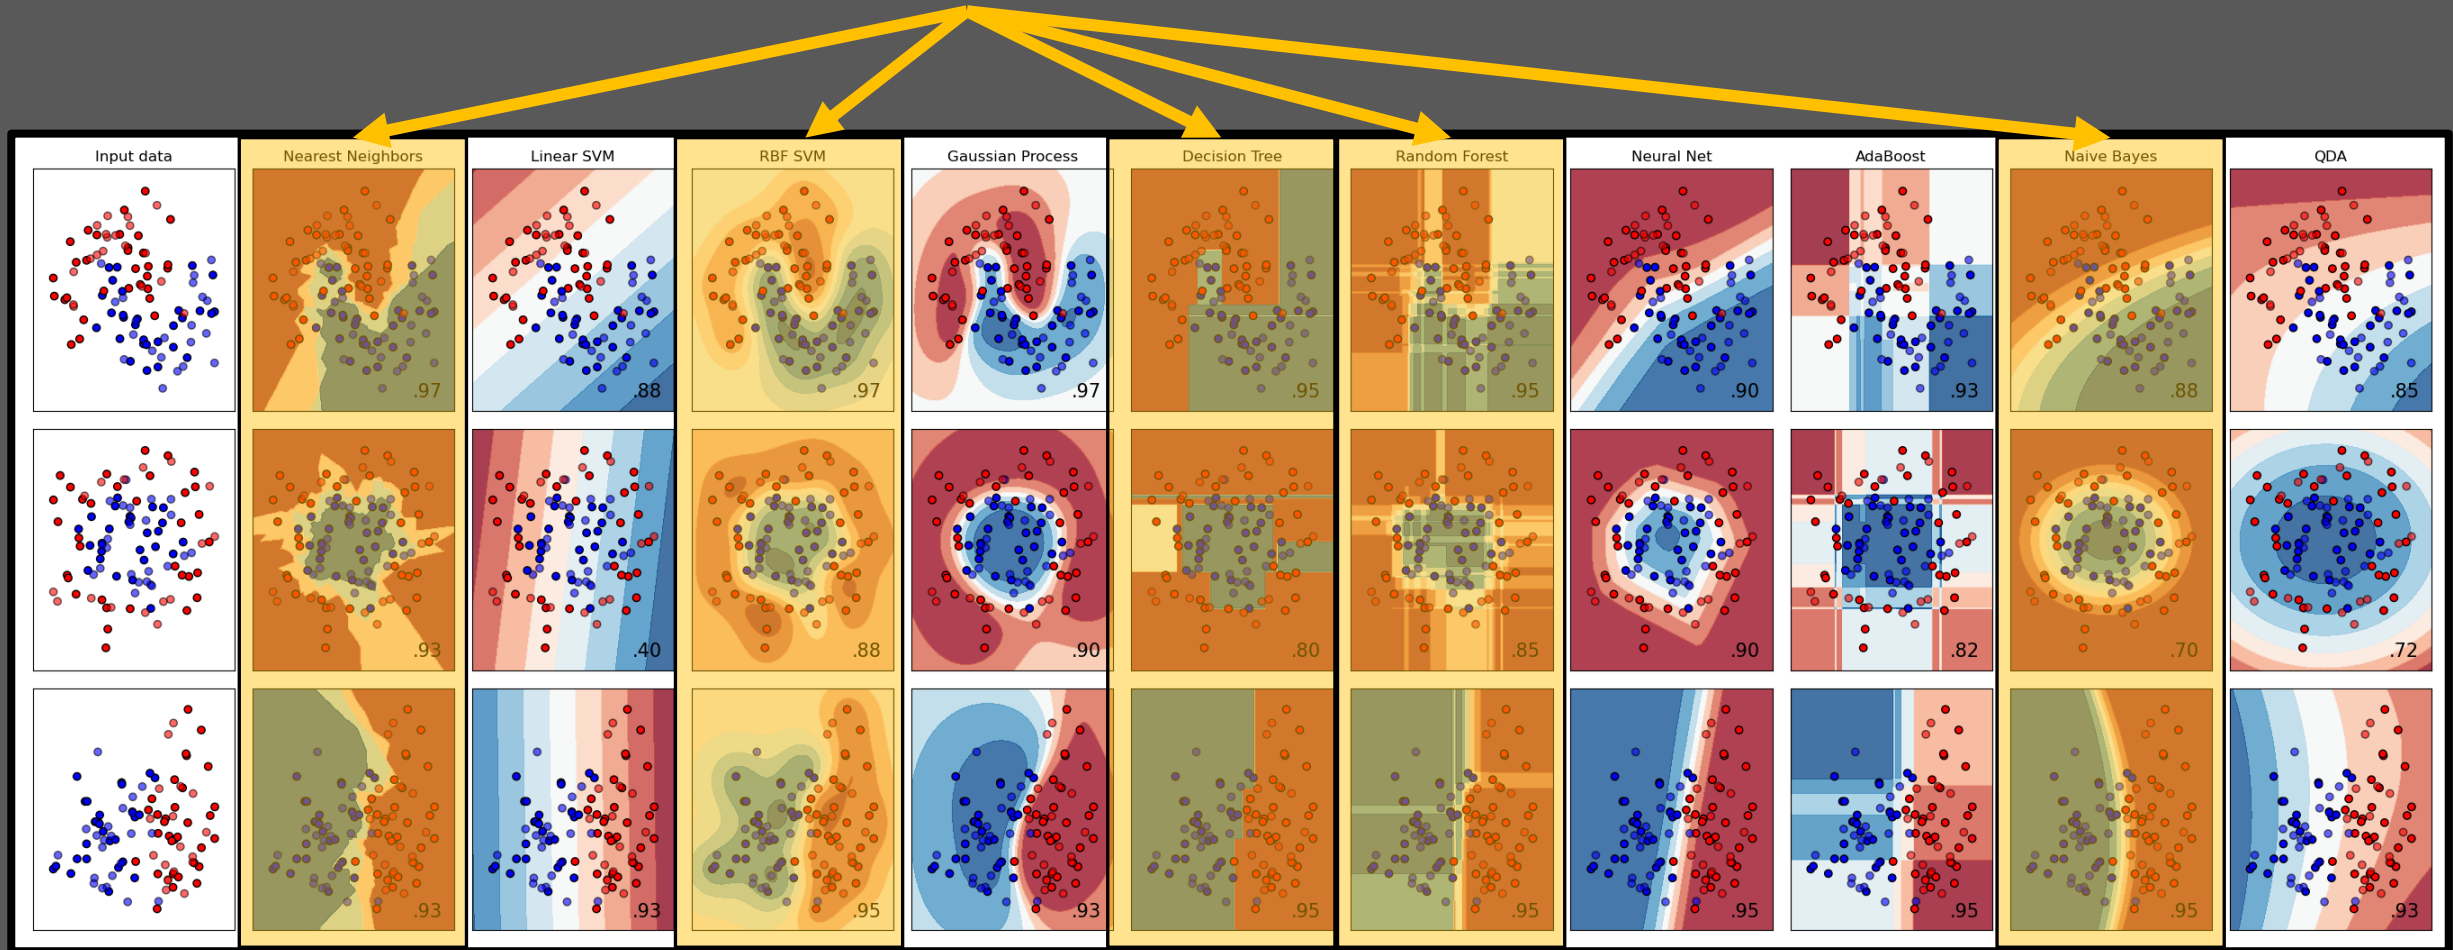 Input data Nearest Neighbors Linear SVM RBF SVM Gaussian Process Decision Tree Random Forest Neural Net AdaBoost Naive Bayes QDA
.97 .88 .97 .97 .95 .95 .90 .93 .88 .85
.93 .40 .88 .90 .80 .85 .90 .82 .70 .72
.93 .93 .95 .93 .95 .95 .95 .95 .95 .93